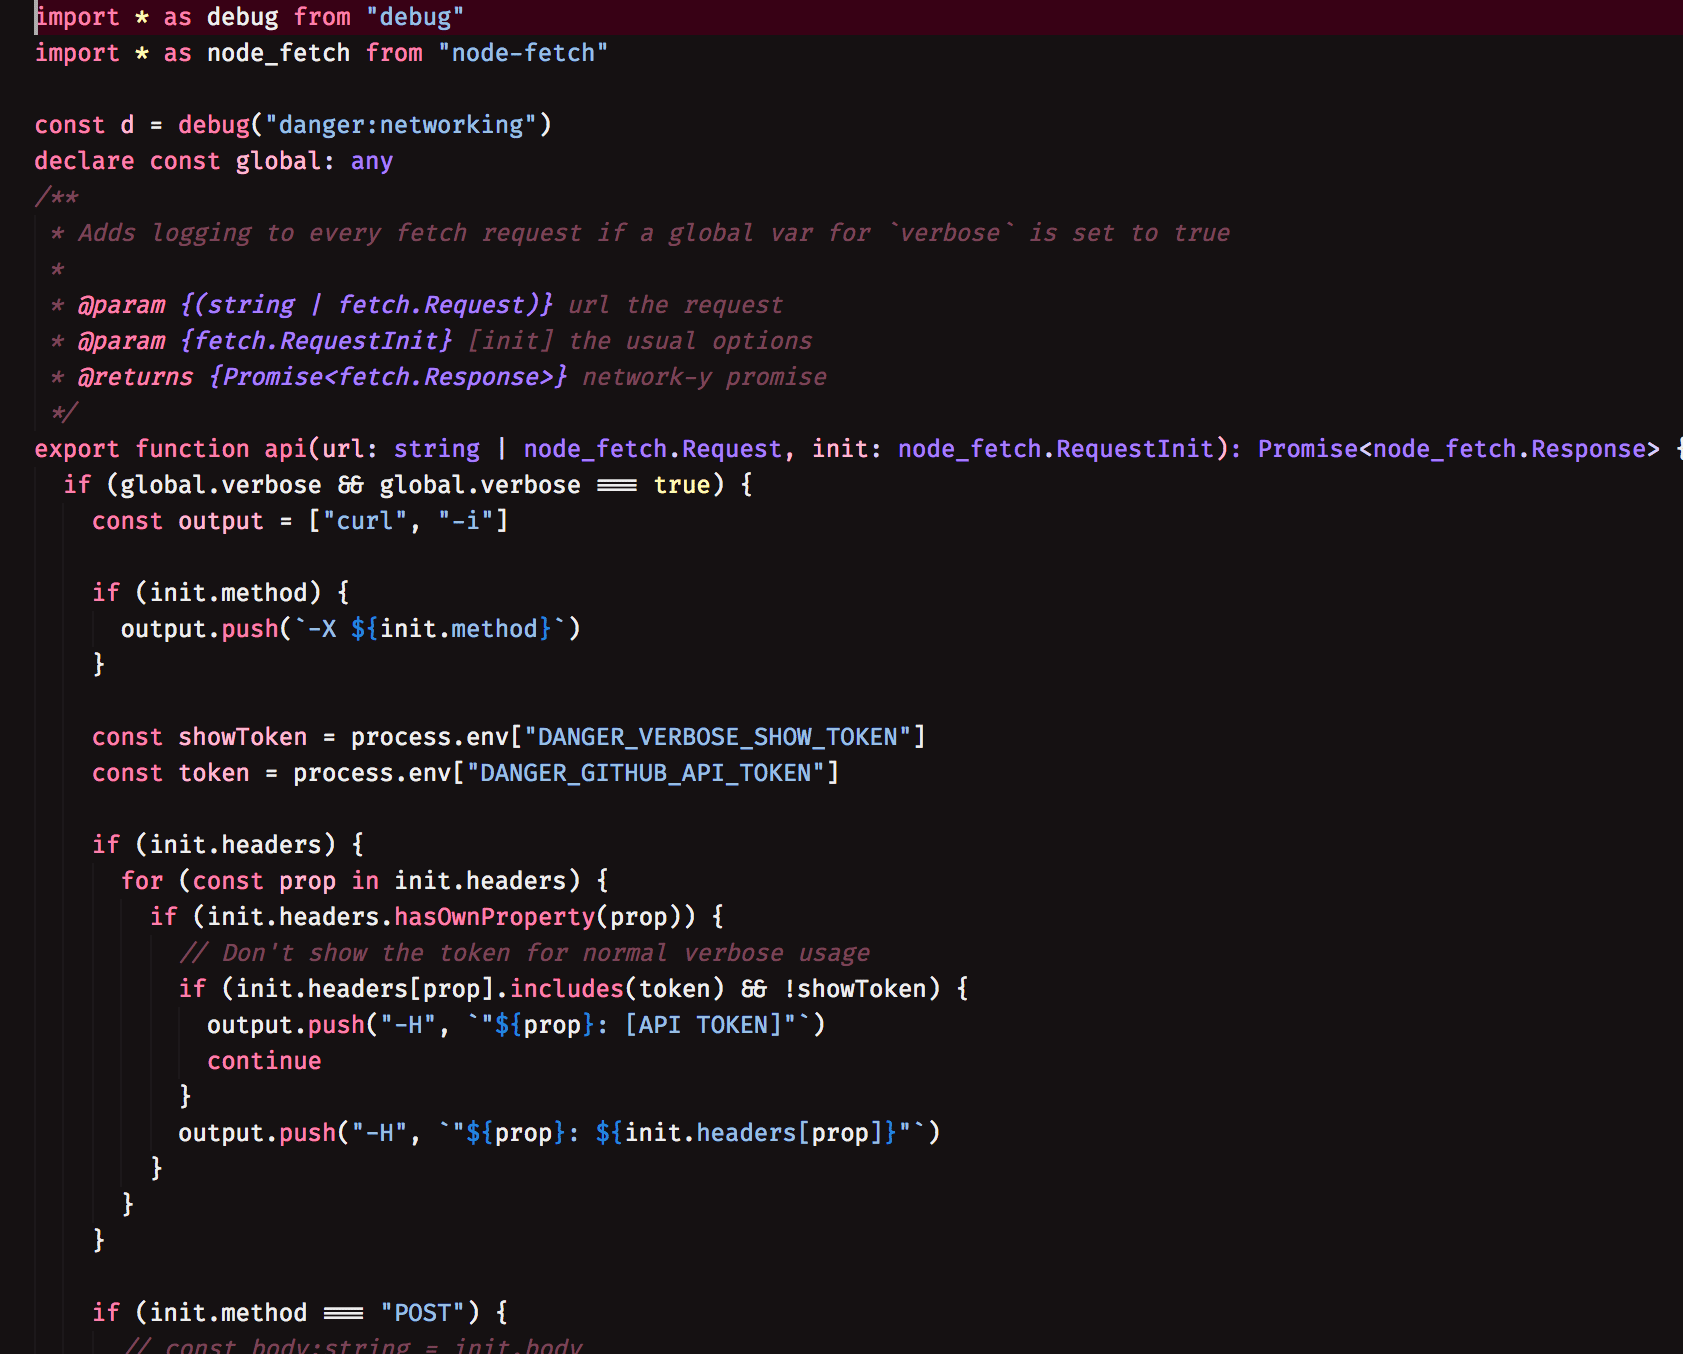 import * as debug from "debug"
import * as node_fetch from "node-fetch"

const d = debug("danger:networking")
declare const global: any
/**
 * Adds logging to every fetch request if a global var for `verbose` is set to true
 *
 * @param {(string | fetch.Request)} url the request
 * @param {fetch.RequestInit} [init] the usual options
 * @returns {Promise<fetch.Response>} network-y promise
 */
export function api(url: string | node_fetch.Request, init: node_fetch.RequestInit): Promise<node_fetch.Response> {
  if (global.verbose && global.verbose === true) {
    const output = ["curl", "-i"]

    if (init.method) {
      output.push(`-X ${init.method}`)
    }

    const showToken = process.env["DANGER_VERBOSE_SHOW_TOKEN"]
    const token = process.env["DANGER_GITHUB_API_TOKEN"]

    if (init.headers) {
      for (const prop in init.headers) {
        if (init.headers.hasOwnProperty(prop)) {
          // Don't show the token for normal verbose usage
          if (init.headers[prop].includes(token) && !showToken) {
            output.push("-H", `"${prop}: [API TOKEN]"`)
            continue
          }
          output.push("-H", `"${prop}: ${init.headers[prop]}"`)
        }
      }
    }

    if (init.method === "POST") {
      // const body:string = init.body